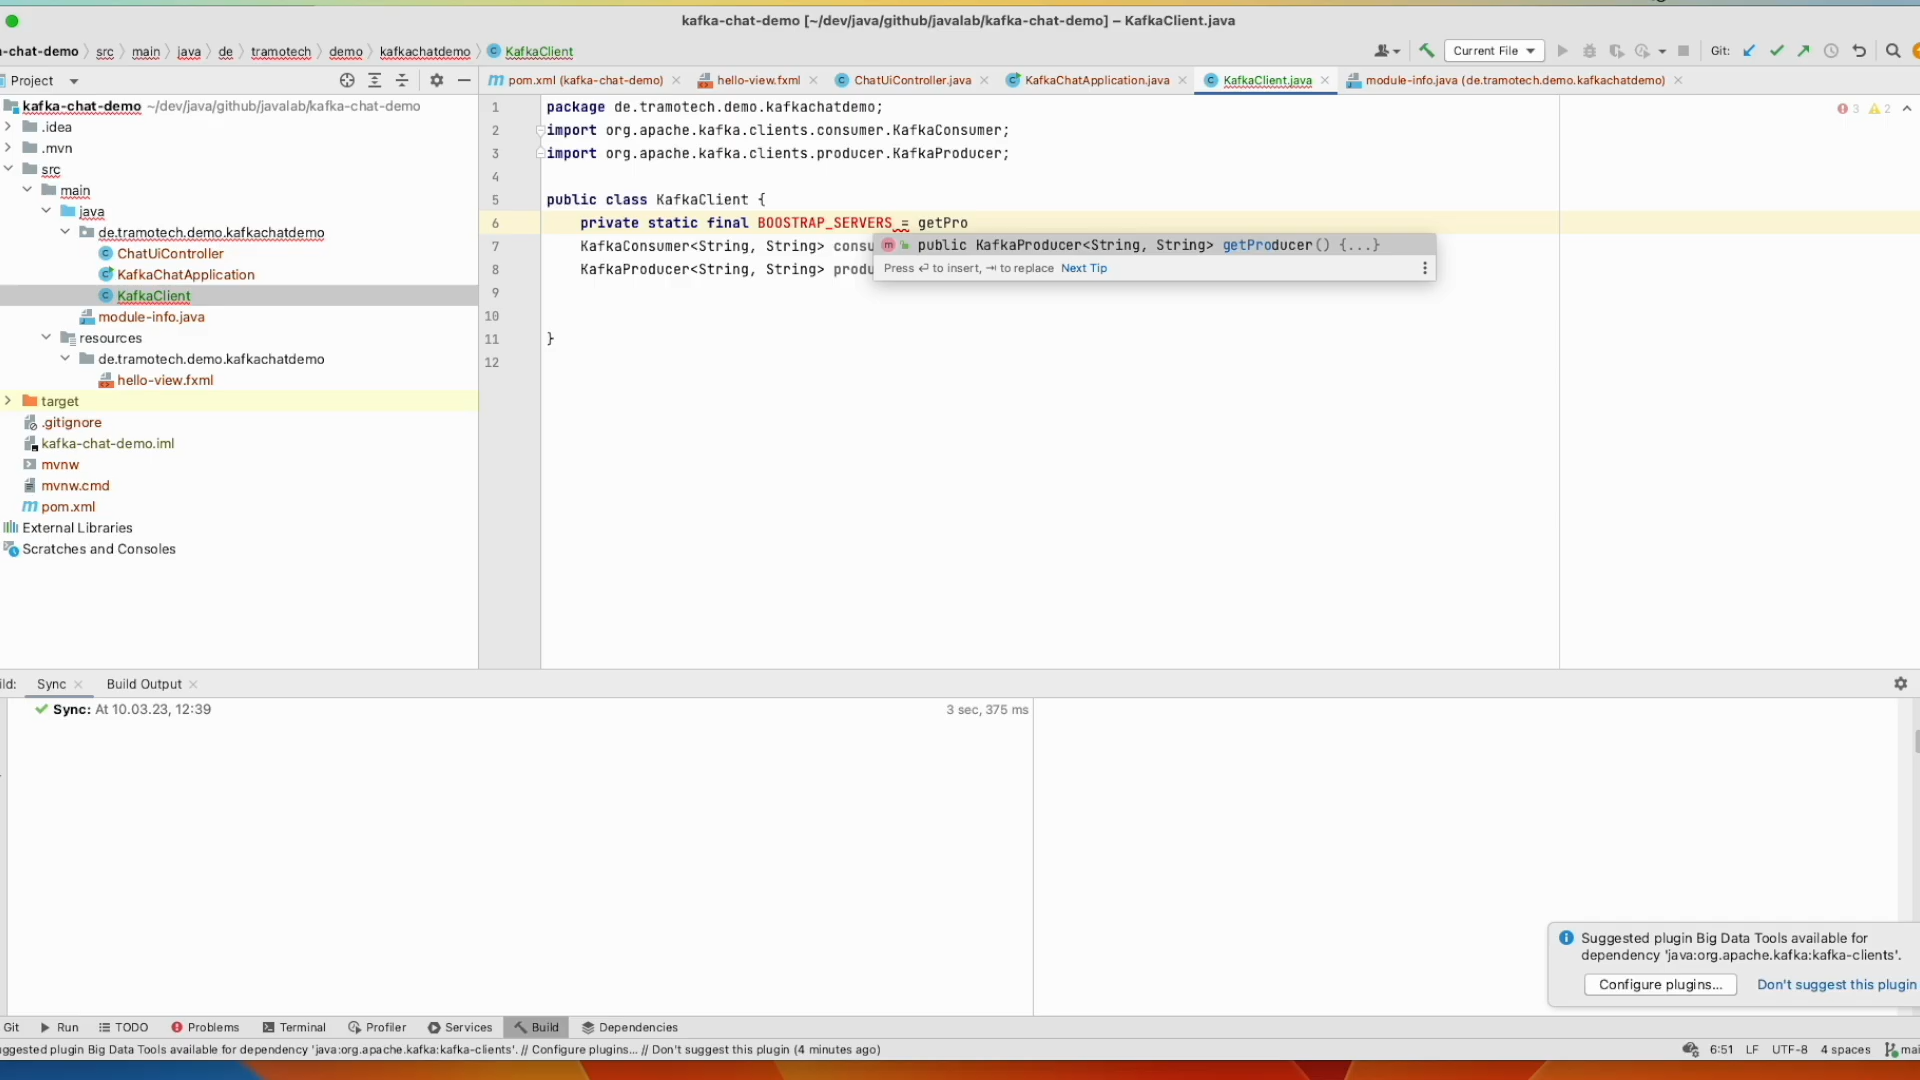 kafka-chat-demo [~/dev/java/github/javalab/kafka-chat-demo] – KafkaClient.java
-chat-demo src main java de tramotech demo kafkachatdemo KafkaClient
Current File Git:
Project
pom.xml (kafka-chat-demo) hello-view.fxml ChatUiController.java KafkaChatApplication.java KafkaClient.java module-info.java (de.tramotech.demo.kafkachatdemo)
kafka-chat-demo ~/dev/java/github/javalab/kafka-chat-demo
.idea
.mvn
src
main
java
de.tramotech.demo.kafkachatdemo
ChatUiController
KafkaChatApplication
KafkaClient
module-info.java
resources
de.tramotech.demo.kafkachatdemo
hello-view.fxml
target
.gitignore
kafka-chat-demo.iml
mvnw
mvnw.cmd
pom.xml
External Libraries
Scratches and Consoles
3 2
1 package de.tramotech.demo.kafkachatdemo;
2 import org.apache.kafka.clients.consumer.KafkaConsumer;
3 import org.apache.kafka.clients.producer.KafkaProducer;
4
5 public class KafkaClient {
6 private static final BOOSTRAP_SERVERS = getPro
7 KafkaConsumer<String, String> consu
8 KafkaProducer<String, String> produ
9
10
11 }
12
public KafkaProducer<String, String> getProducer() {...}
Press ⏎ to insert, ⇥ to replace Next Tip
ild: Sync Build Output
Sync: At 10.03.23, 12:39 3 sec, 375 ms
Suggested plugin Big Data Tools available for
dependency 'java:org.apache.kafka:kafka-clients'.
Configure plugins... Don't suggest this plugin
Git Run TODO Problems Terminal Profiler Services Build Dependencies
uggested plugin Big Data Tools available for dependency 'java:org.apache.kafka:kafka-clients'. // Configure plugins... // Don't suggest this plugin (4 minutes ago)
6:51 LF UTF-8 4 spaces mai